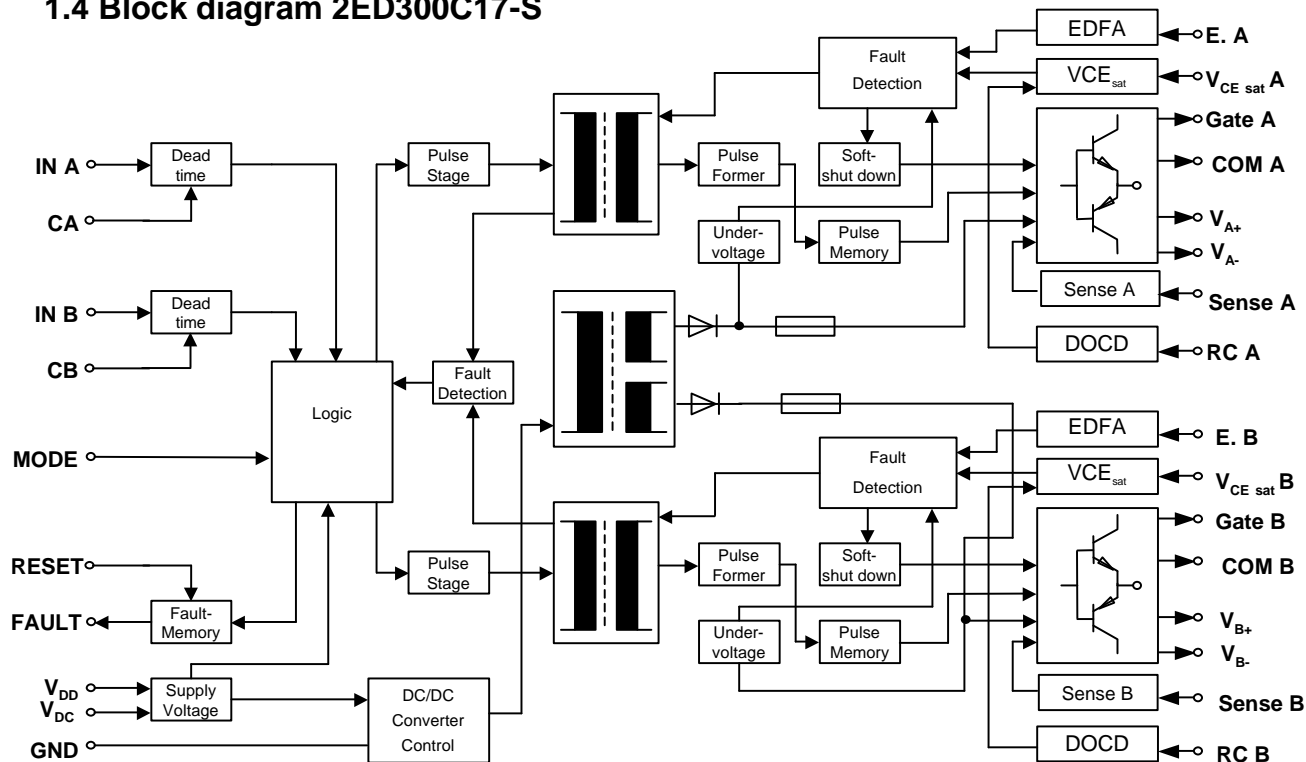 1.4 Block diagram 2ED300C17-S
IN A
CA
IN B
CB
MODE
RESET
FAULT
VDD
VDC
GND
Dead
time
Dead
time
Logic
Fault-
Memory
Supply
Voltage
DC/DC
Converter
Control
Pulse
Stage
Fault
Detection
Pulse
Stage
Fault
Detection
Pulse
Former
Soft-
shut down
Under-
voltage
Pulse
Memory
EDFA
VCEsat
Sense A
DOCD
E. A
VCE sat A
Gate A
COM A
VA+
VA-
Sense A
RC A
Fault
Detection
Pulse
Former
Soft-
shut down
Under-
voltage
Pulse
Memory
EDFA
VCEsat
Sense B
DOCD
E. B
VCE sat B
Gate B
COM B
VB+
VB-
Sense B
RC B